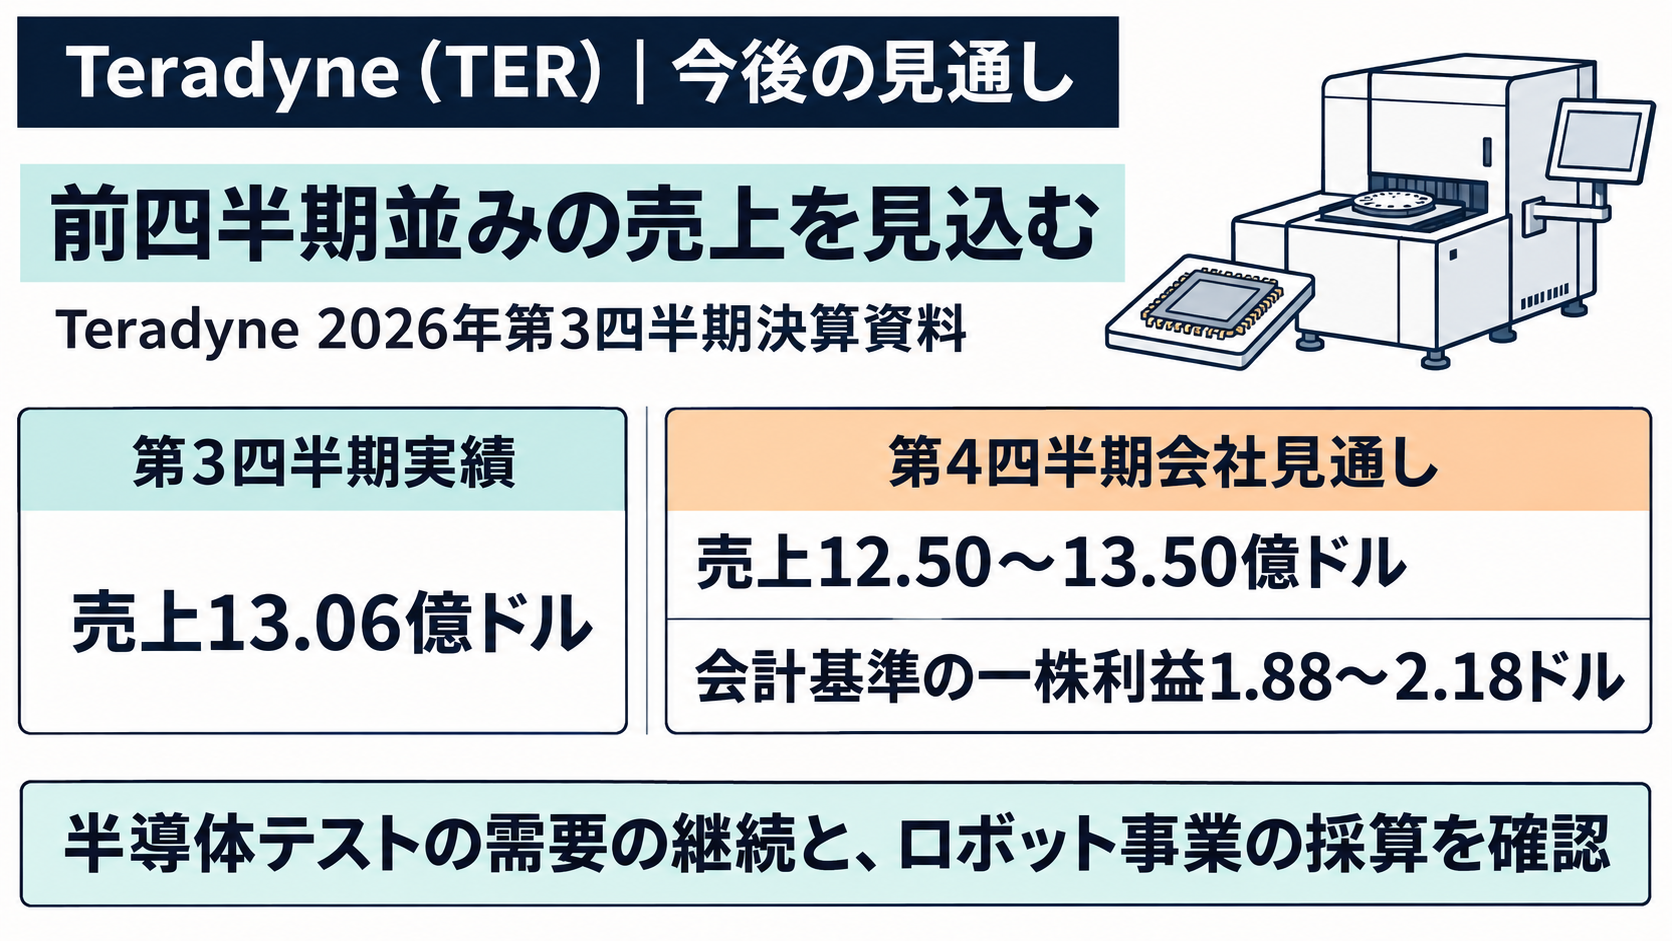 Teradyne（TER）｜今後の見通し
前四半期並みの売上を見込む
Teradyne 2026年第3四半期決算資料
第3四半期実績
売上13.06億ドル
第4四半期会社見通し
売上12.50〜13.50億ドル
会計基準の一株利益1.88〜2.18ドル
半導体テストの需要の継続と、ロボット事業の採算を確認